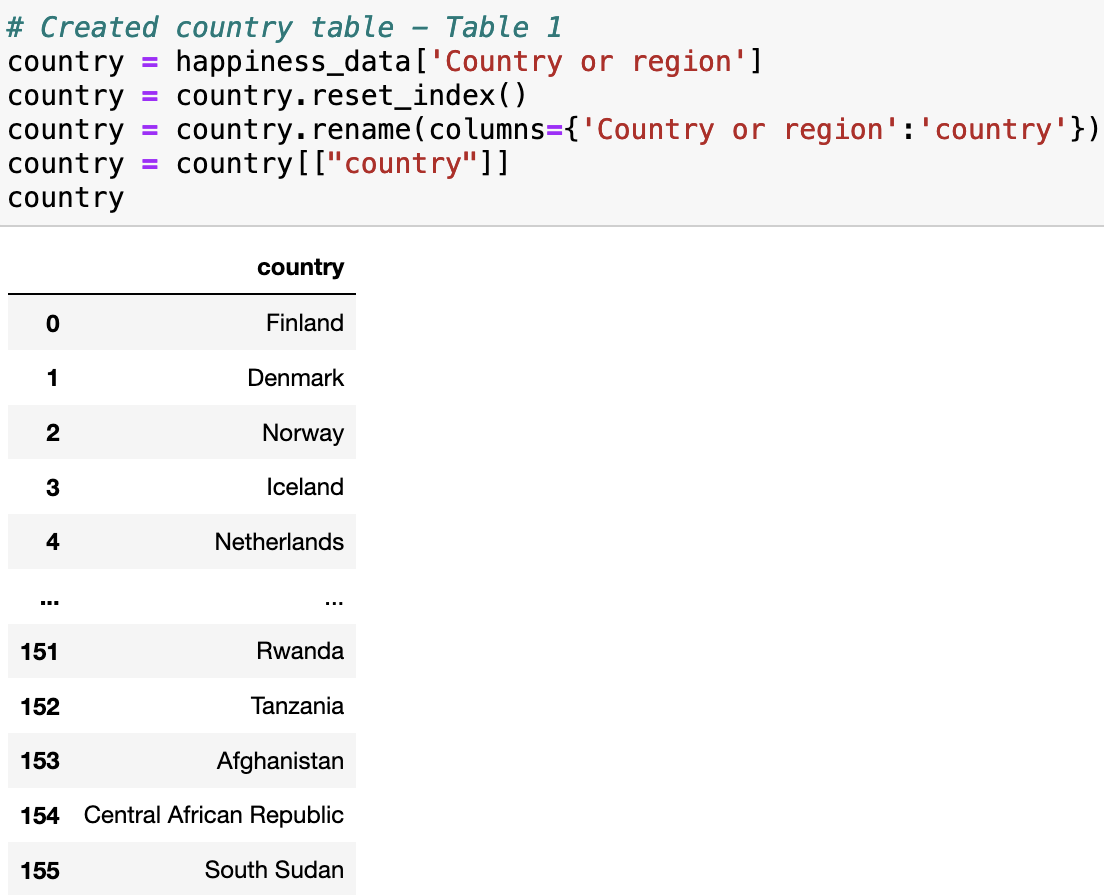 # Created country table – Table 1
country = happiness_data['Country or region']
country = country.reset_index()
country = country.rename(columns={'Country or region':'country'})
country = country[["country"]]
country
country
0 Finland
1 Denmark
2 Norway
3 Iceland
4 Netherlands
... ...
151 Rwanda
152 Tanzania
153 Afghanistan
154 Central African Republic
155 South Sudan